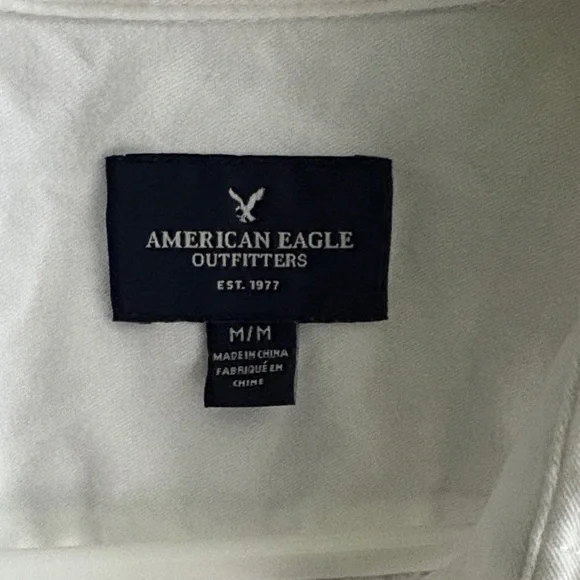 AMERICAN EAGLE
OUTFITTERS
EST. 1977
M/M
MADE IN CHINA
FABRIQUÉ EN
CHINE